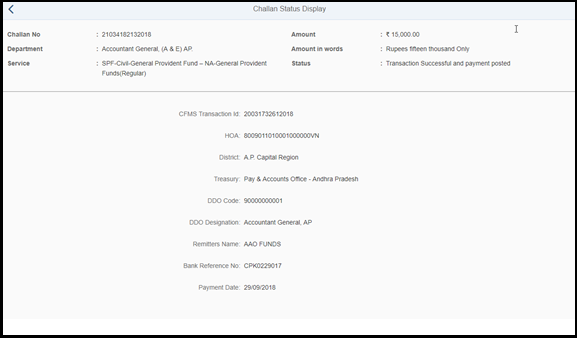 Challan Status Display
Challan No : 21034182132018
Amount : ₹ 15,000.00
Department : Accountant General, (A & E) AP.
Amount in words : Rupees fifteen thousand Only
Service : SPF-Civil-General Provident Fund – NA-General Provident
Funds(Regular)
Status : Transaction Successful and payment posted
CFMS Transaction Id: 20031732612018
HOA: 8009011010001000000VN
District: A.P. Capital Region
Treasury: Pay & Accounts Office - Andhra Pradesh
DDO Code: 90000000001
DDO Designation: Accountant General, AP
Remitters Name: AAO FUNDS
Bank Reference No: CPK0229017
Payment Date: 29/09/2018